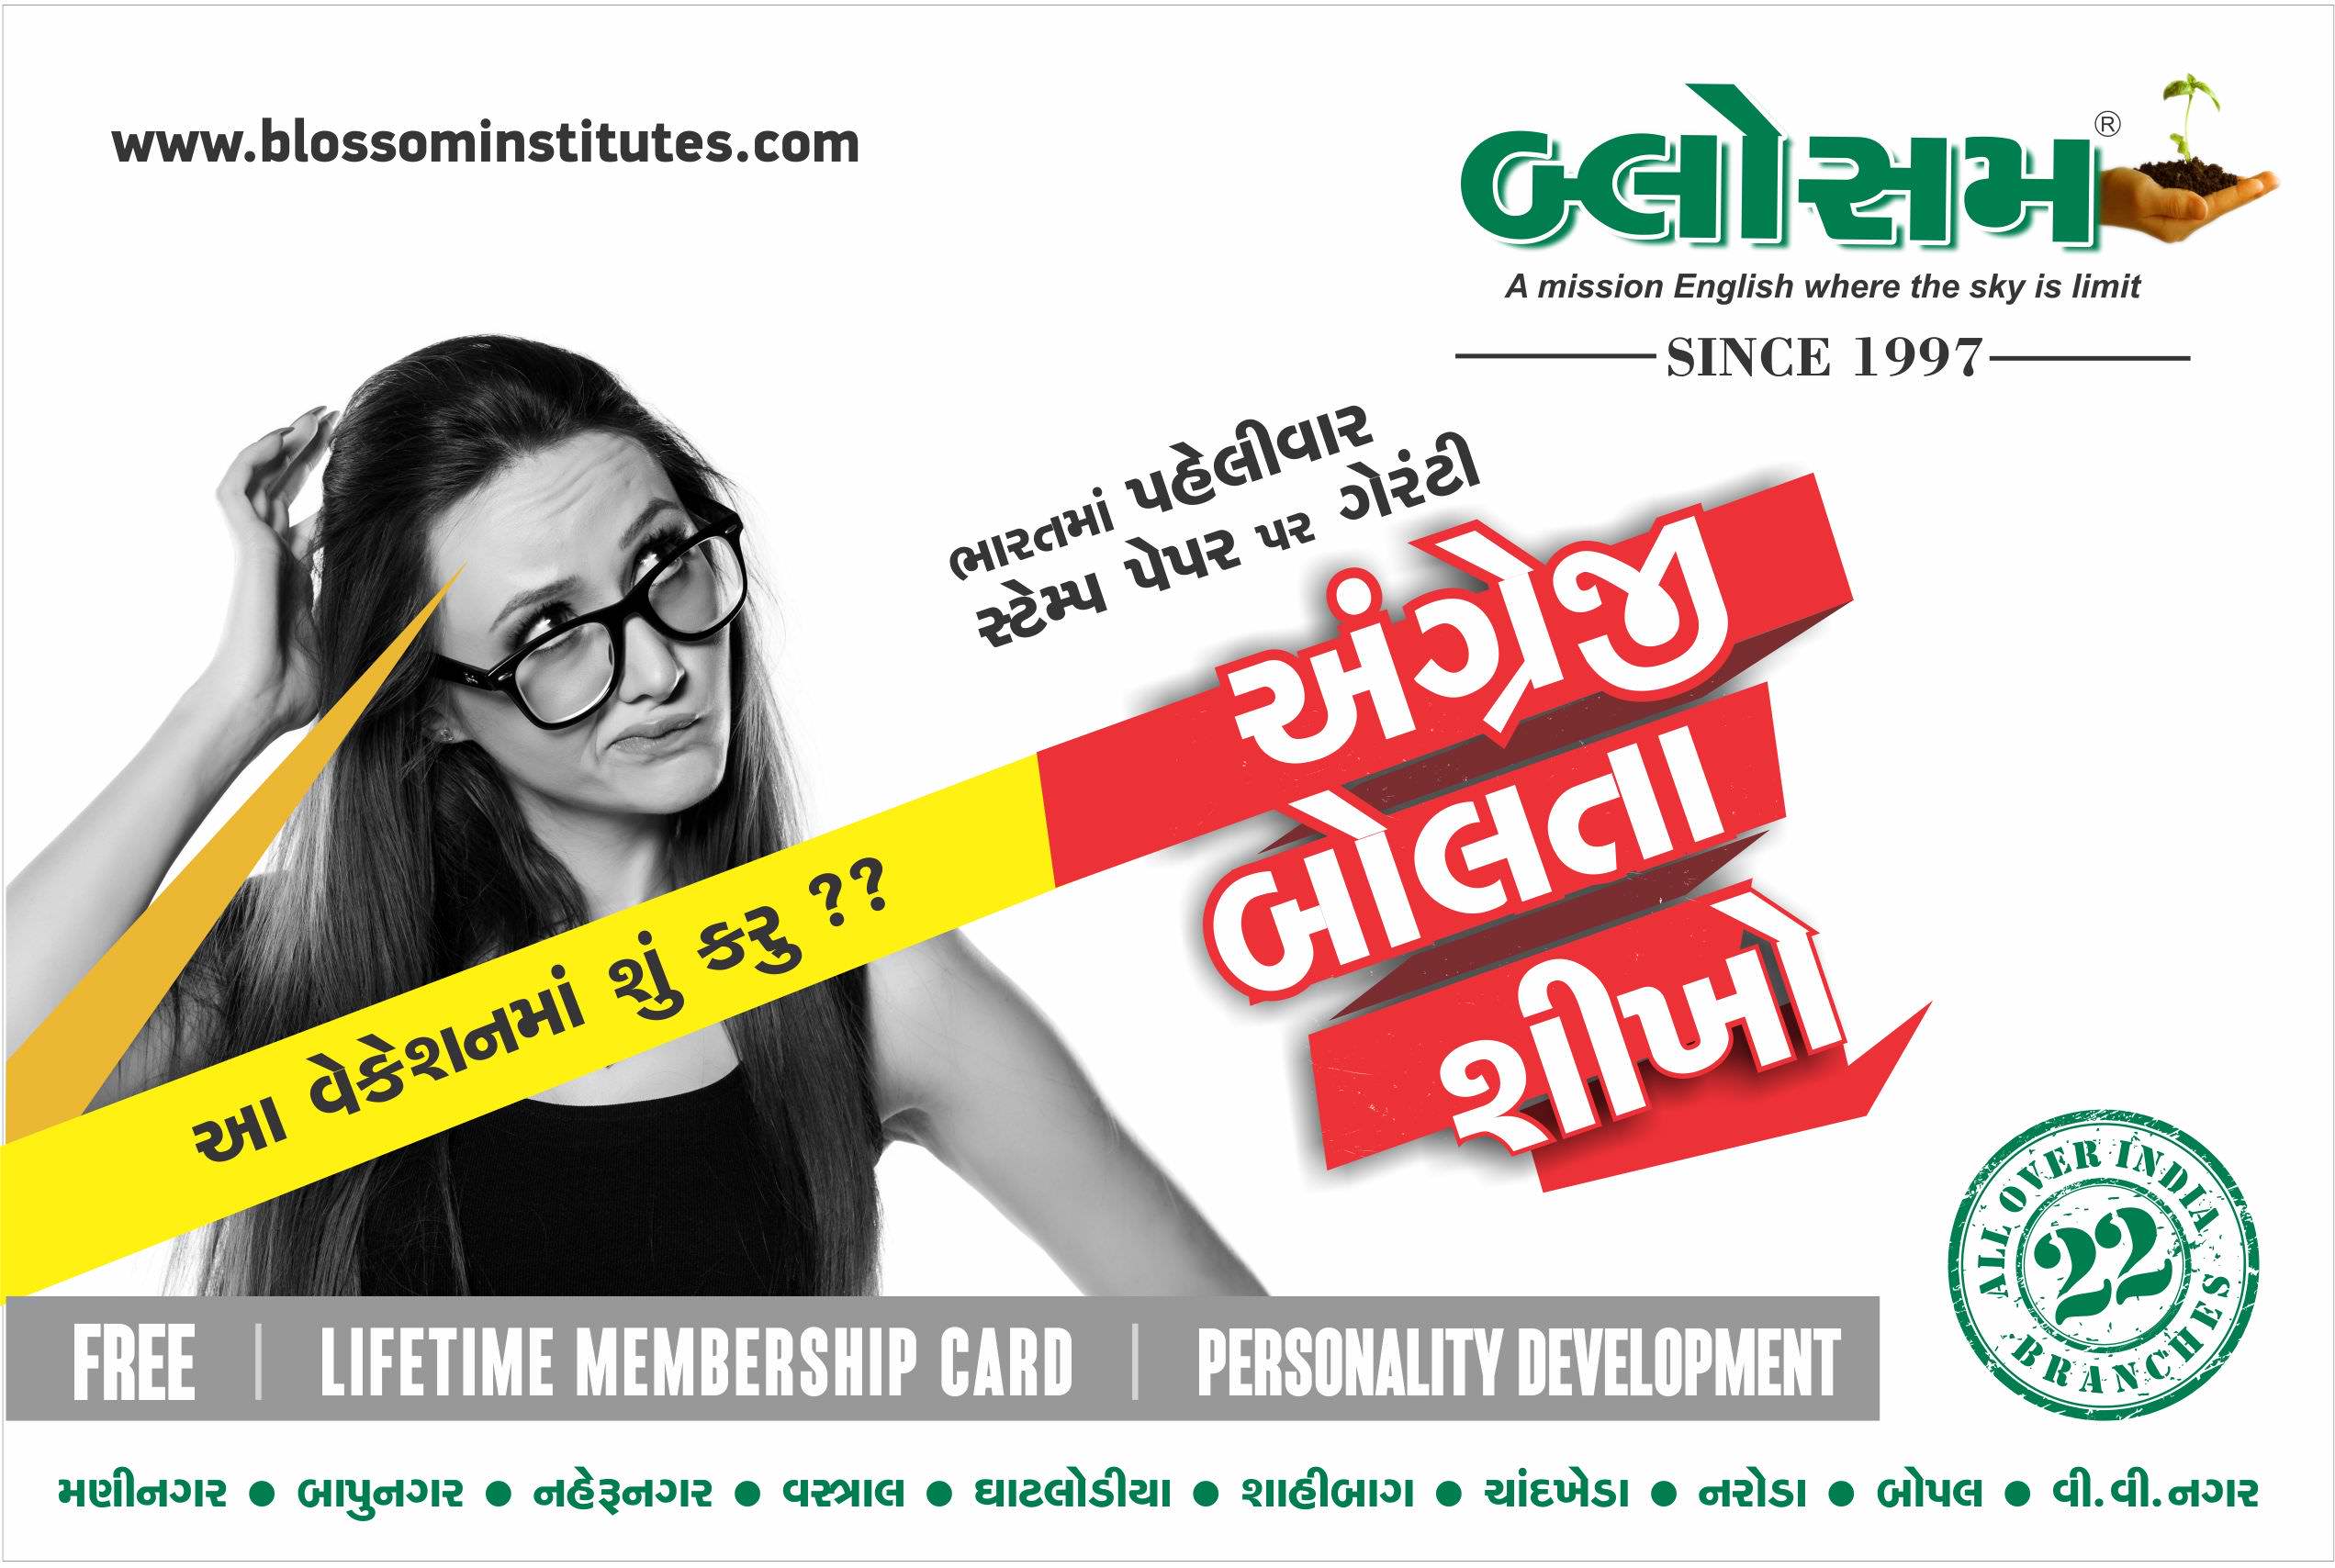 www.blossominstitutes.com
બ્લોસમ®
A mission English where the sky is limit
SINCE 1997
ભારતમાં પહેલીવાર
સ્ટેમ્પ પેપર પર ગેરંટી
અંગ્રેજી
બોલતા
શીખો
આ વેકેશનમાં શું કરુ ??
ALL OVER INDIA
22
BRANCHES
FREE | LIFETIME MEMBERSHIP CARD | PERSONALITY DEVELOPMENT
મણીનગર ● બાપુનગર ● નહેરૂનગર ● વસ્ત્રાલ ● ઘાટલોડીયા ● શાહીબાગ ● ચાંદખેડા ● નરોડા ● બોપલ ● વી.વી.નગર